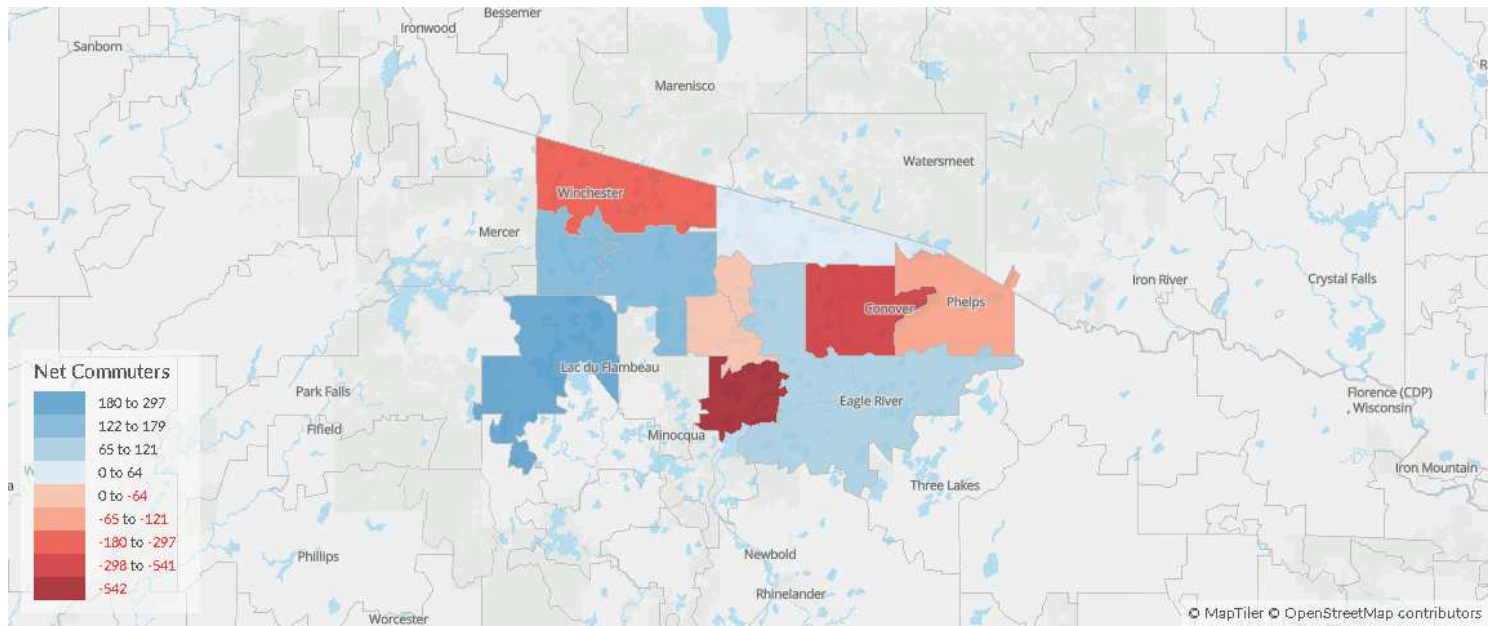 Bessemer
Ironwood
Sanborn
Marenisco
Watersmeet
Winchester
Mercer
Iron River
Crystal Falls
Conover
Phelps
Lac du Flambeau
Park Falls
Eagle River
Florence (CDP)
, Wisconsin
Fifield
Minocqua
Iron Mountain
Three Lakes
Phillips
Newbold
Rhinelander
Worcester
Net Commuters
180 to 297
122 to 179
65 to 121
0 to 64
0 to -64
-65 to -121
-180 to -297
-298 to -541
-542
© MapTiler © OpenStreetMap contributors